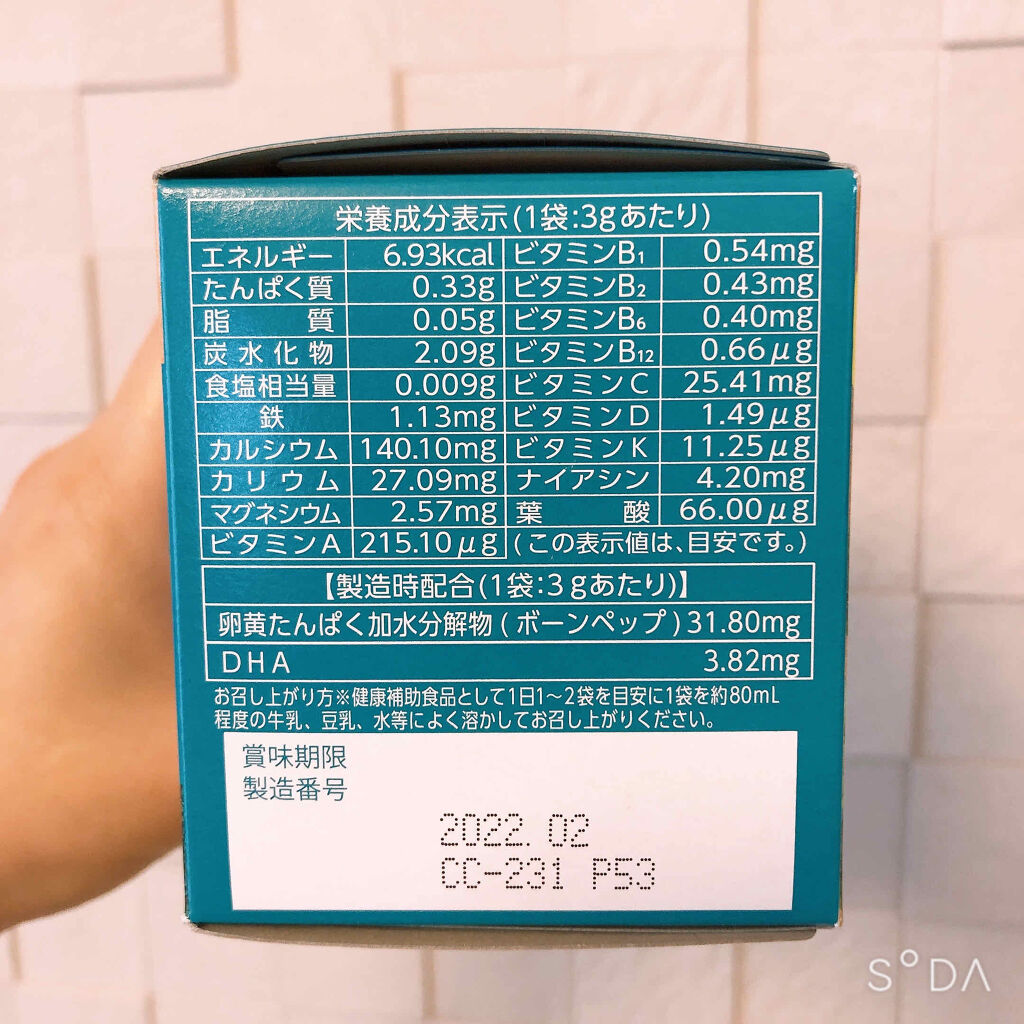 栄養成分表示(1袋:3gあたり)
エネルギー 6.93kcal ビタミンB1 0.54mg
たんぱく質 0.33g ビタミンB2 0.43mg
脂質 0.05g ビタミンB6 0.40mg
炭水化物 2.09g ビタミンB12 0.66μg
食塩相当量 0.009g ビタミンC 25.41mg
鉄 1.13mg ビタミンD 1.49μg
カルシウム 140.10mg ビタミンK 11.25μg
カリウム 27.09mg ナイアシン 4.20mg
マグネシウム 2.57mg 葉酸 66.00μg
ビタミンA 215.10μg (この表示値は、目安です。)
【製造時配合(1袋:3gあたり)】
卵黄たんぱく加水分解物(ボーンペップ) 31.80mg
DHA 3.82mg
お召し上がり方※健康補助食品として1日1〜2袋を目安に1袋を約80mL
程度の牛乳、豆乳、水等によく溶かしてお召し上がりください。
賞味期限
製造番号
2022.02
CC-231 P53
SODA